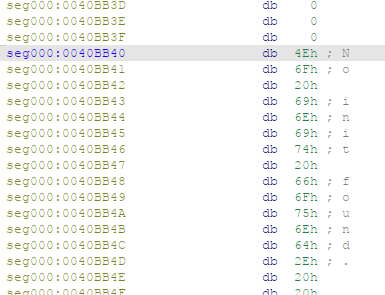 seg000:0040BB3D db 0
seg000:0040BB3E db 0
seg000:0040BB3F db 0
seg000:0040BB40 db 4Eh ; N
seg000:0040BB41 db 6Fh ; o
seg000:0040BB42 db 20h
seg000:0040BB43 db 69h ; i
seg000:0040BB44 db 6Eh ; n
seg000:0040BB45 db 69h ; i
seg000:0040BB46 db 74h ; t
seg000:0040BB47 db 20h
seg000:0040BB48 db 66h ; f
seg000:0040BB49 db 6Fh ; o
seg000:0040BB4A db 75h ; u
seg000:0040BB4B db 6Eh ; n
seg000:0040BB4C db 64h ; d
seg000:0040BB4D db 2Eh ; .
seg000:0040BB4E db 20h
seg000:0040BB4F db 20h